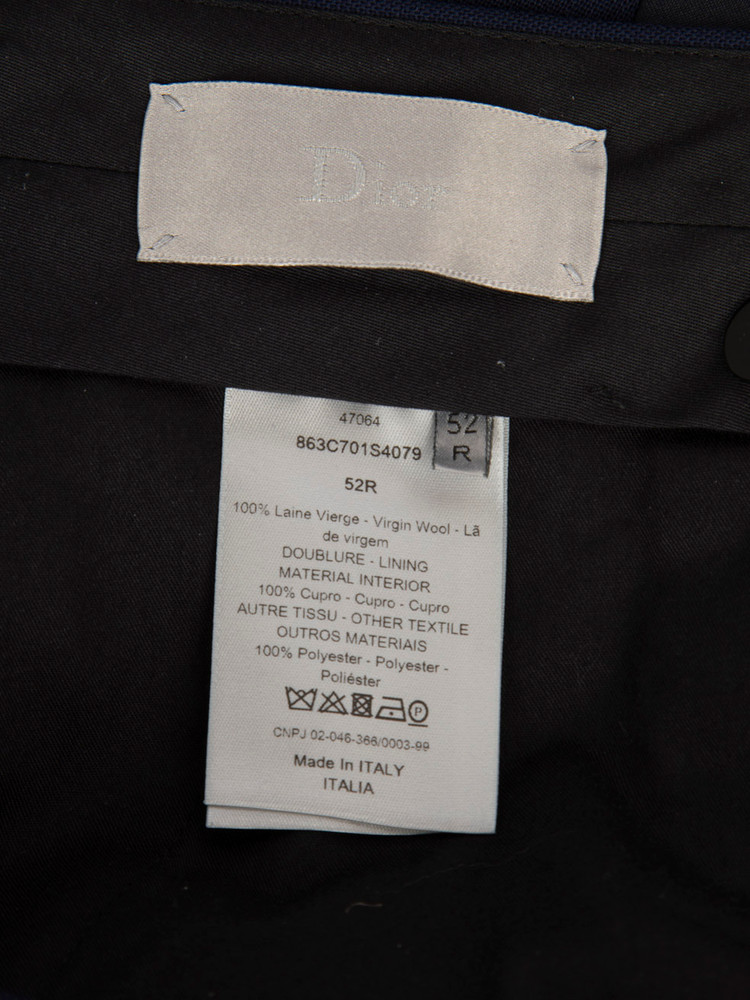 Dior
47064
863C701S4079
52
R
52R
100% Laine Vierge - Virgin Wool - Lã
de virgem
DOUBLURE - LINING
MATERIAL INTERIOR
100% Cupro - Cupro - Cupro
AUTRE TISSU - OTHER TEXTILE
OUTROS MATERIAIS
100% Polyester - Polyester -
Poliéster
P
CNPJ 02-046-366/0003-99
Made In ITALY
ITALIA